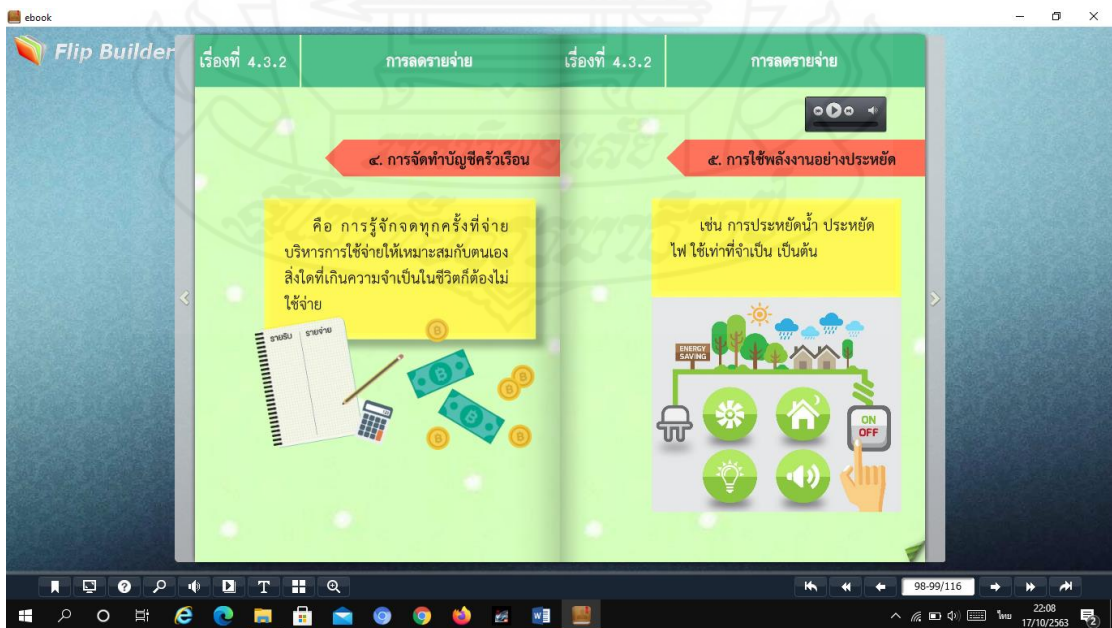 ebook
Flip Builder
เรื่องที่ 4.3.2
การลดรายจ่าย
๔. การจัดทำบัญชีครัวเรือน
คือ การรู้จักจดทุกครั้งที่จ่าย
บริหารการใช้จ่ายให้เหมาะสมกับตนเอง
สิ่งใดที่เกินความจำเป็นในชีวิตก็ต้องไม่
ใช้จ่าย
รายรับ รายจ่าย
เรื่องที่ 4.3.2
การลดรายจ่าย
๕. การใช้พลังงานอย่างประหยัด
เช่น การประหยัดน้ำ ประหยัด
ไฟ ใช้เท่าที่จำเป็น เป็นต้น
ENERGY
SAVING
ON
OFF
98-99/116
ไทย
22:08
17/10/2563